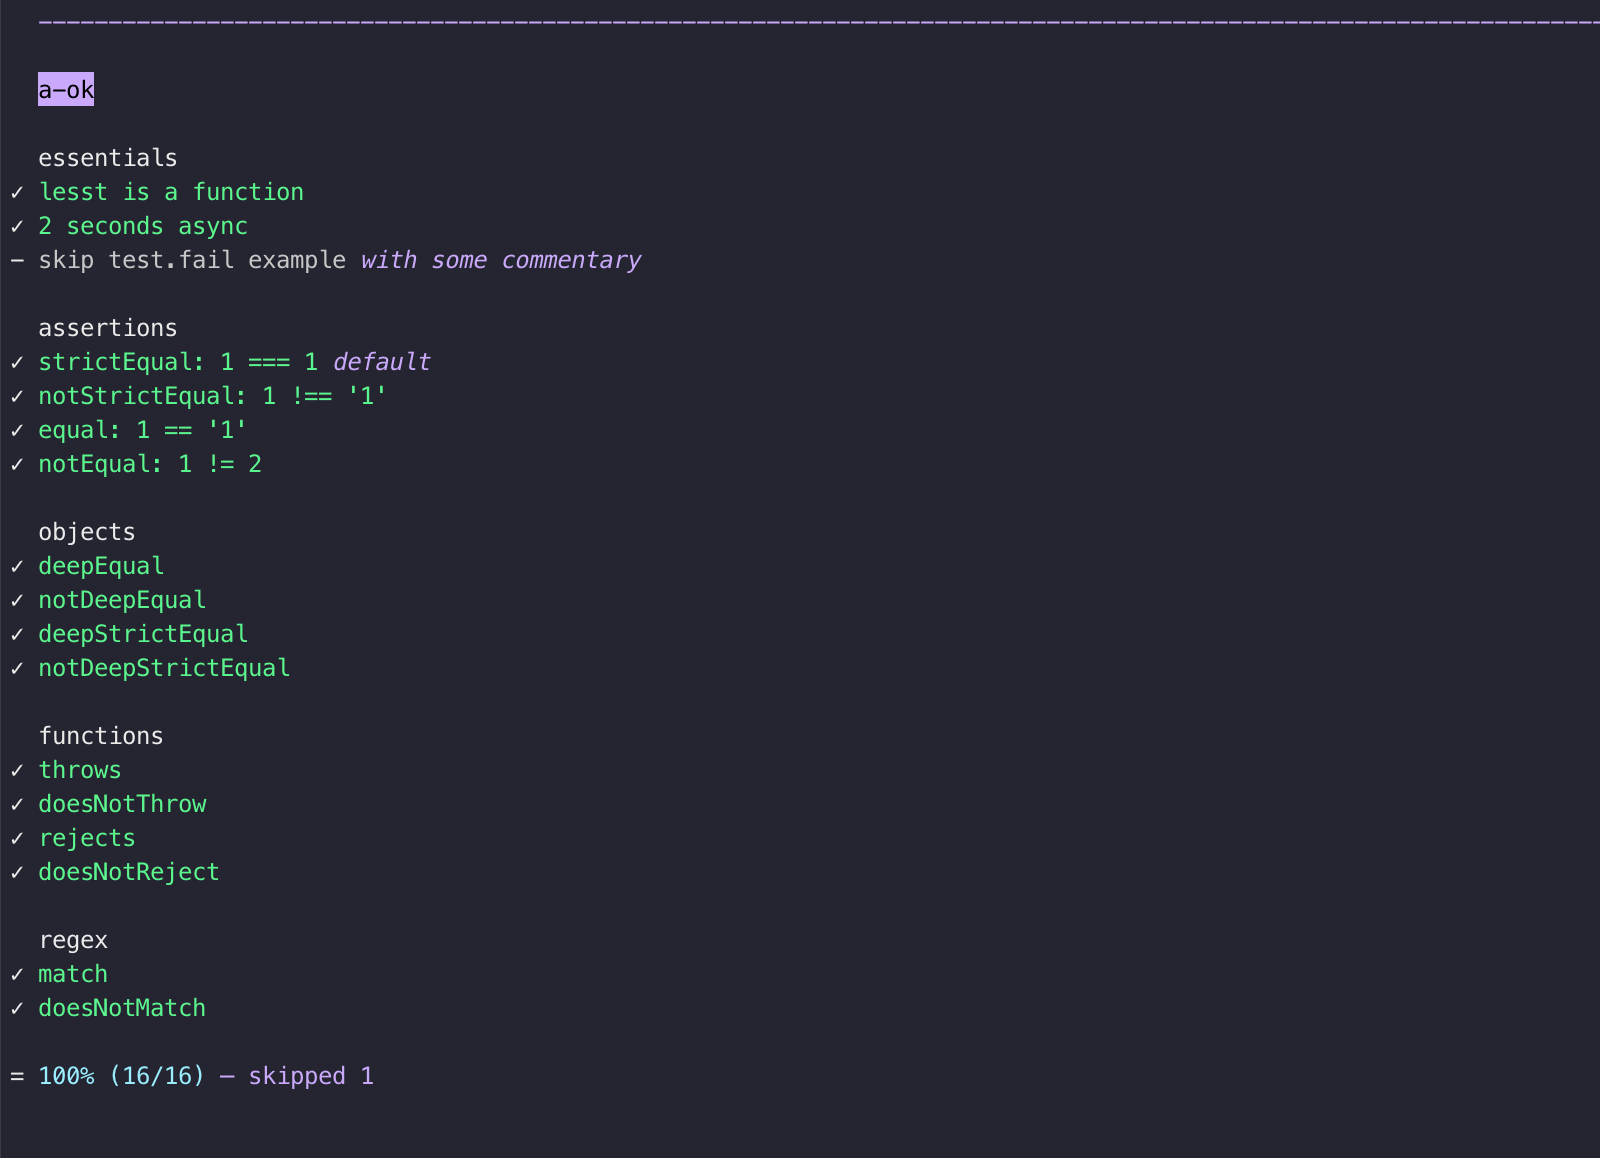 a-ok
essentials
✓ lesst is a function
✓ 2 seconds async
— skip test.fail example with some commentary
assertions
✓ strictEqual: 1 === 1 default
✓ notStrictEqual: 1 !== '1'
✓ equal: 1 == '1'
✓ notEqual: 1 != 2
objects
✓ deepEqual
✓ notDeepEqual
✓ deepStrictEqual
✓ notDeepStrictEqual
functions
✓ throws
✓ doesNotThrow
✓ rejects
✓ doesNotReject
regex
✓ match
✓ doesNotMatch
= 100% (16/16) — skipped 1